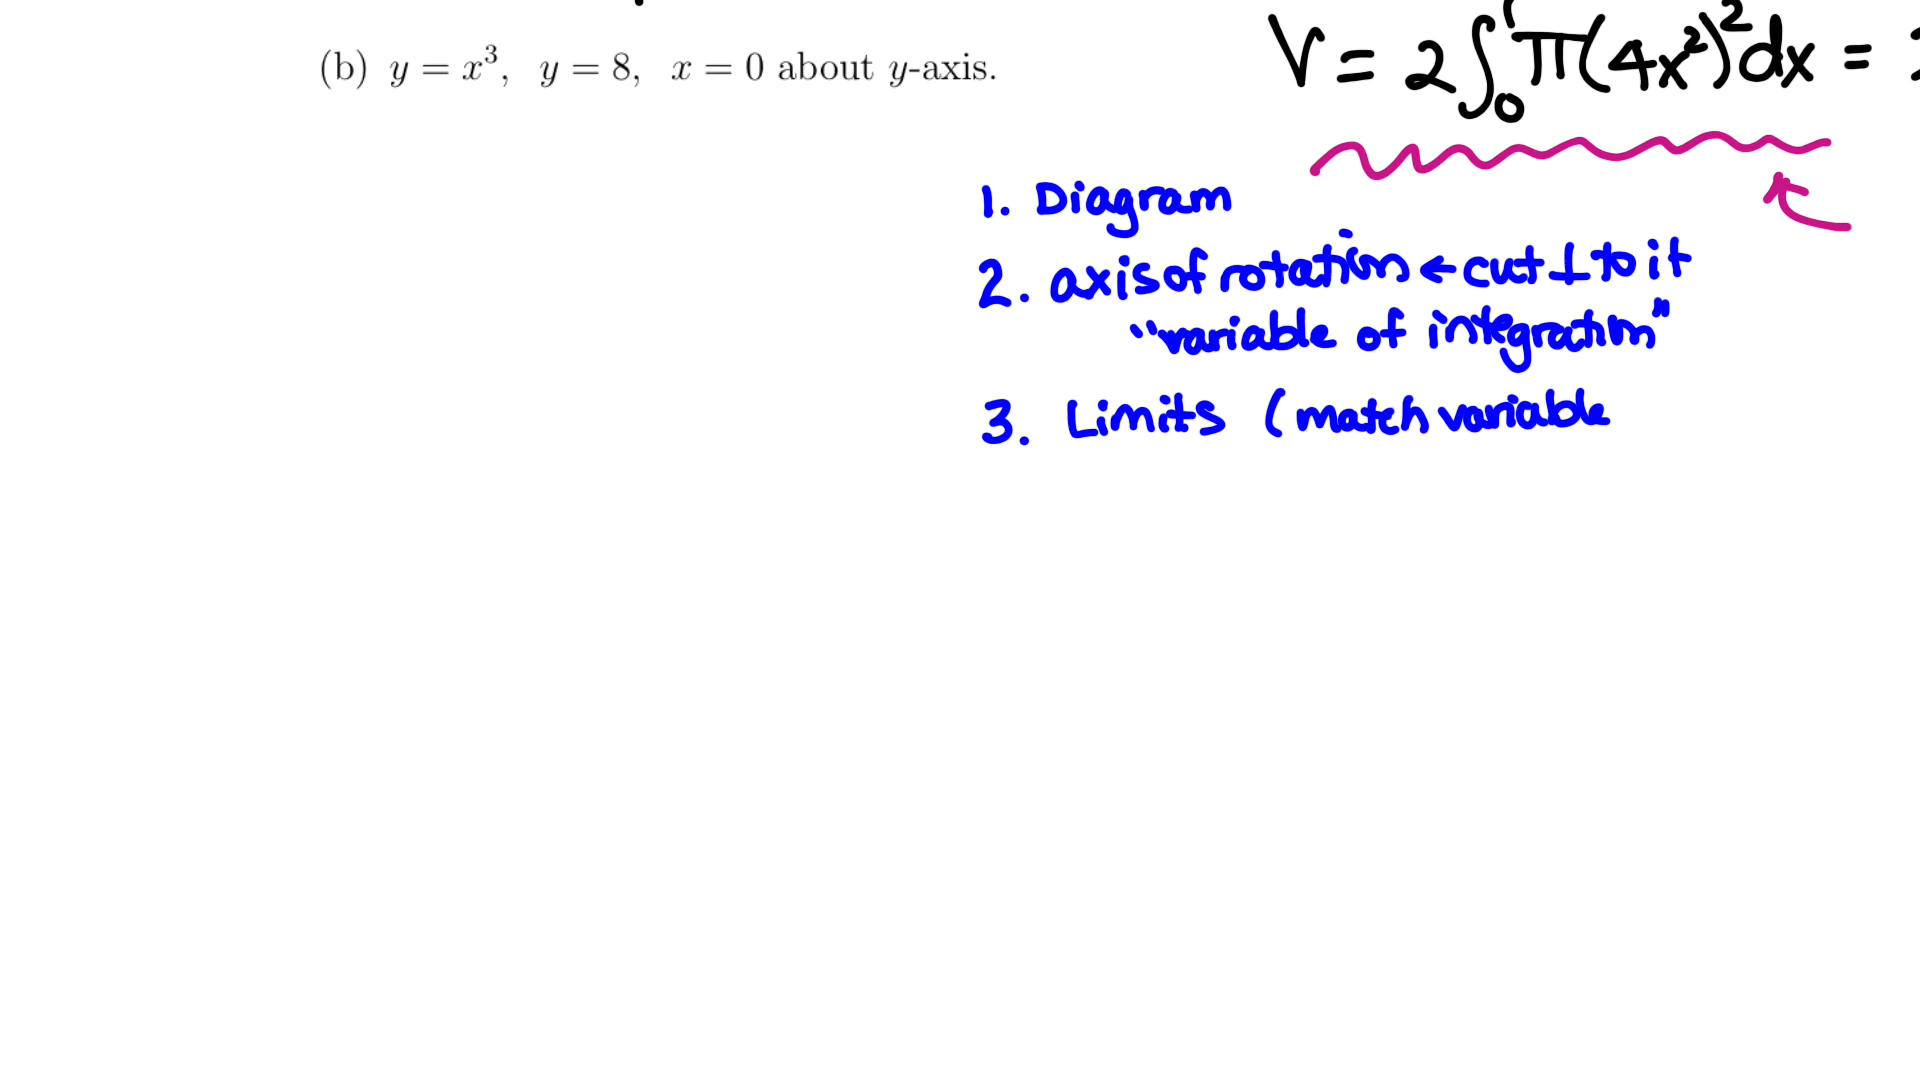 (b) y = x³, y = 8, x = 0 about y-axis.
V = 2∫₀¹ π(4x²)² dx =
1. Diagram
2. axis of rotation ← cut ⊥ to it
"variable of integration"
3. Limits (match variable